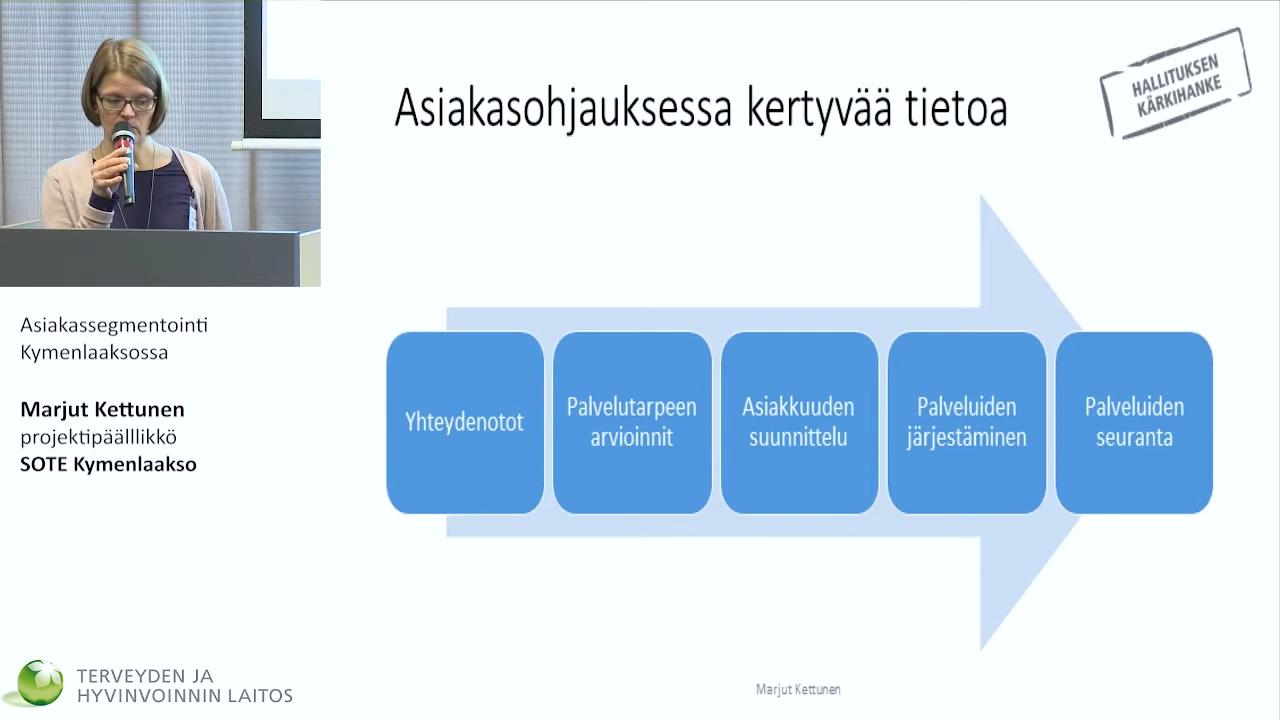 Asiakasohjauksessa kertyvää tietoa
HALLITUKSEN
KÄRKIHANKE
Yhteydenotot
Palvelutarpeen
arvioinnit
Asiakkuuden
suunnittelu
Palveluiden
järjestäminen
Palveluiden
seuranta
Marjut Kettunen
Asiakassegmentointi
Kymenlaaksossa
Marjut Kettunen
projektipäälllikkö
SOTE Kymenlaakso
TERVEYDEN JA
HYVINVOINNIN LAITOS